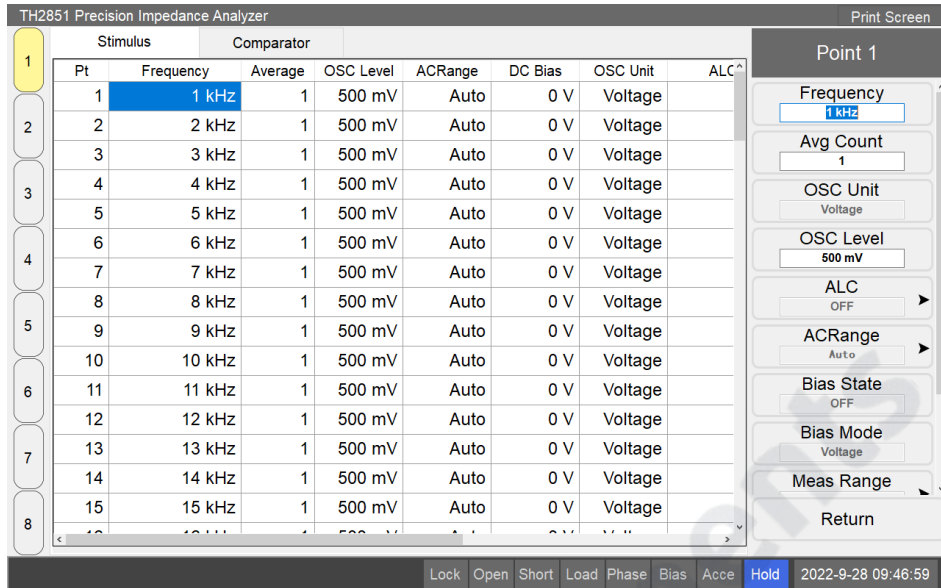 TH2851 Precision Impedance Analyzer Print Screen
Stimulus Comparator
Pt Frequency Average OSC Level ACRange DC Bias OSC Unit ALC
1 1 kHz 1 500 mV Auto 0 V Voltage
2 2 kHz 1 500 mV Auto 0 V Voltage
3 3 kHz 1 500 mV Auto 0 V Voltage
4 4 kHz 1 500 mV Auto 0 V Voltage
5 5 kHz 1 500 mV Auto 0 V Voltage
6 6 kHz 1 500 mV Auto 0 V Voltage
7 7 kHz 1 500 mV Auto 0 V Voltage
8 8 kHz 1 500 mV Auto 0 V Voltage
9 9 kHz 1 500 mV Auto 0 V Voltage
10 10 kHz 1 500 mV Auto 0 V Voltage
11 11 kHz 1 500 mV Auto 0 V Voltage
12 12 kHz 1 500 mV Auto 0 V Voltage
13 13 kHz 1 500 mV Auto 0 V Voltage
14 14 kHz 1 500 mV Auto 0 V Voltage
15 15 kHz 1 500 mV Auto 0 V Voltage
1
2
3
4
5
6
7
8
Point 1
Frequency
1 kHz
Avg Count
1
OSC Unit
Voltage
OSC Level
500 mV
ALC
OFF
ACRange
Auto
Bias State
OFF
Bias Mode
Voltage
Meas Range
Return
Lock Open Short Load Phase Bias Acce Hold 2022-9-28 09:46:59
ents